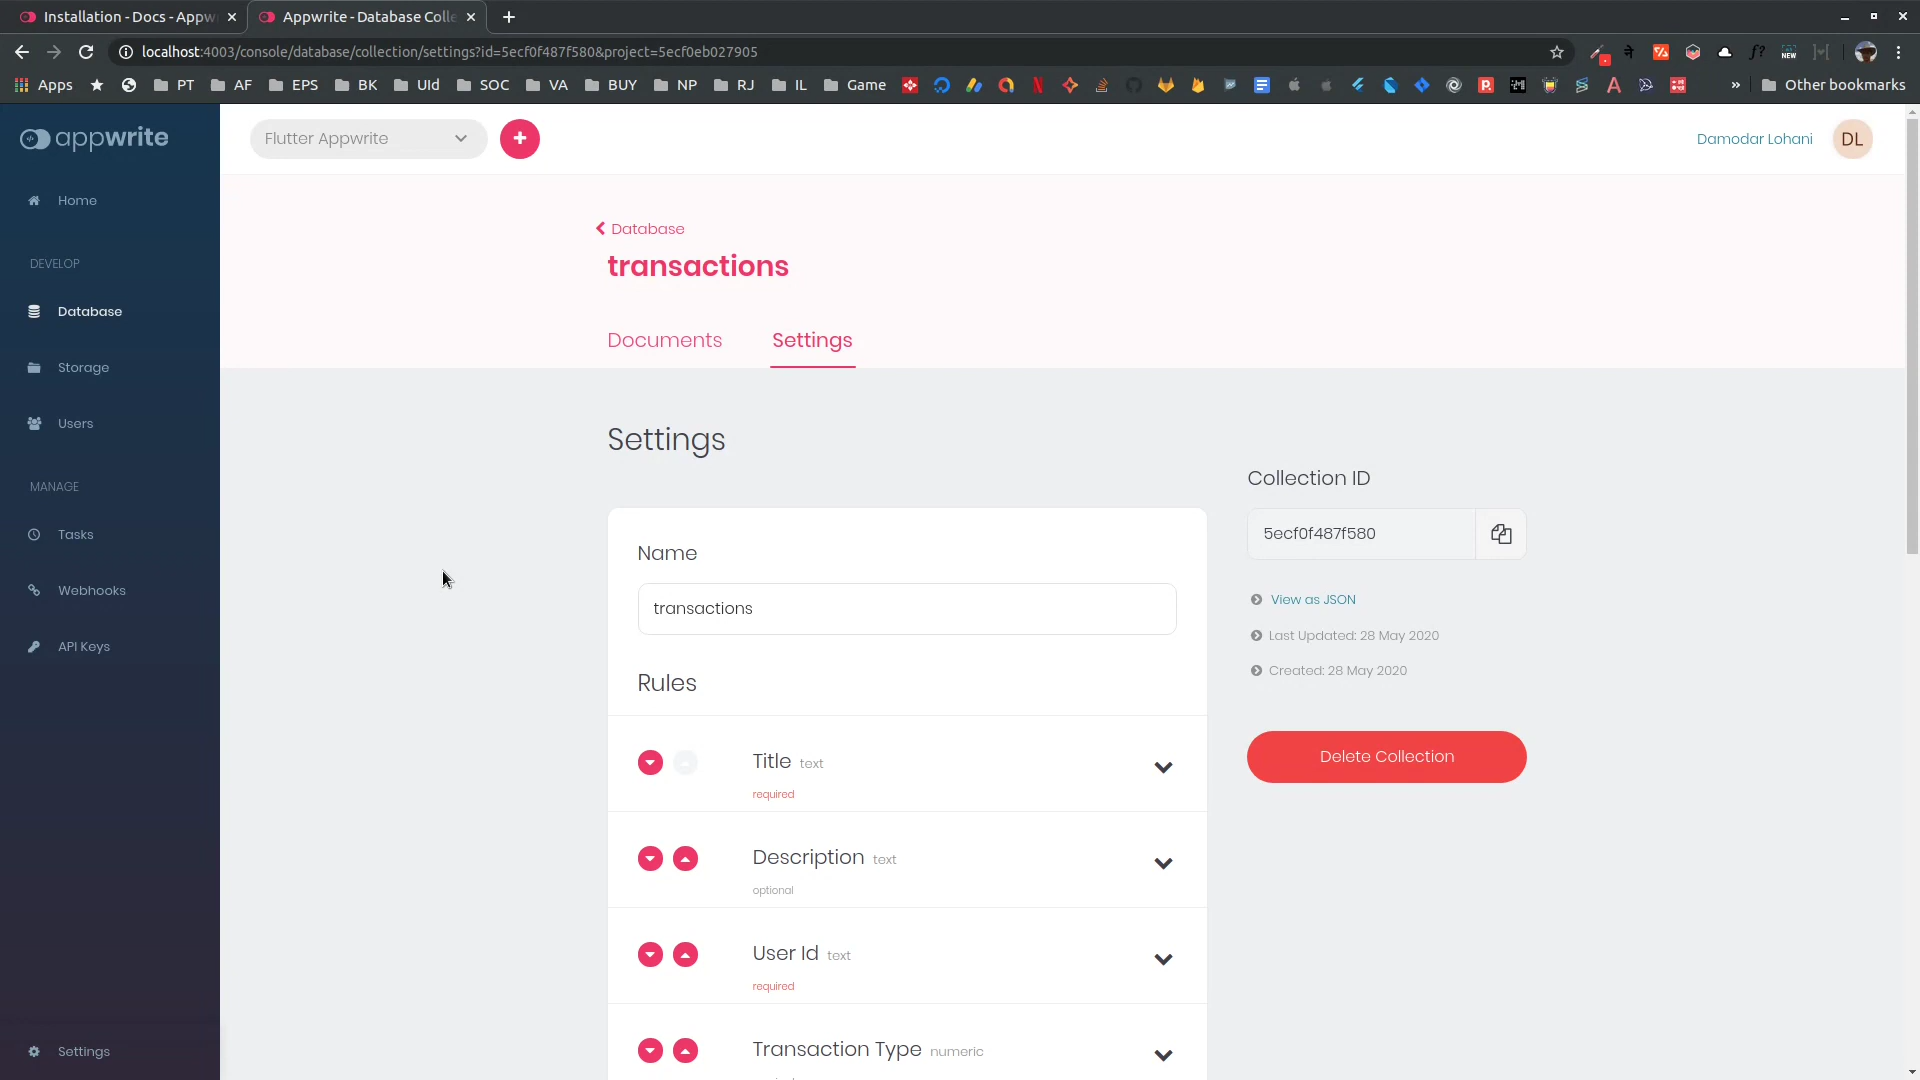 Installation - Docs - Appw
Appwrite - Database Colle
localhost:4003/console/database/collection/settings?id=5ecf0f487f580&project=5ecf0eb027905
Apps PT AF EPS BK UId SOC VA BUY NP RJ IL Game » Other bookmarks
appwrite
Flutter Appwrite
Damodar Lohani DL
Home
DEVELOP
Database
Storage
Users
MANAGE
Tasks
Webhooks
API Keys
Settings
Database
transactions
Documents Settings
Settings
Name
transactions
Rules
Title text
required
Description text
optional
User Id text
required
Transaction Type numeric
Collection ID
5ecf0f487f580
View as JSON
Last Updated: 28 May 2020
Created: 28 May 2020
Delete Collection